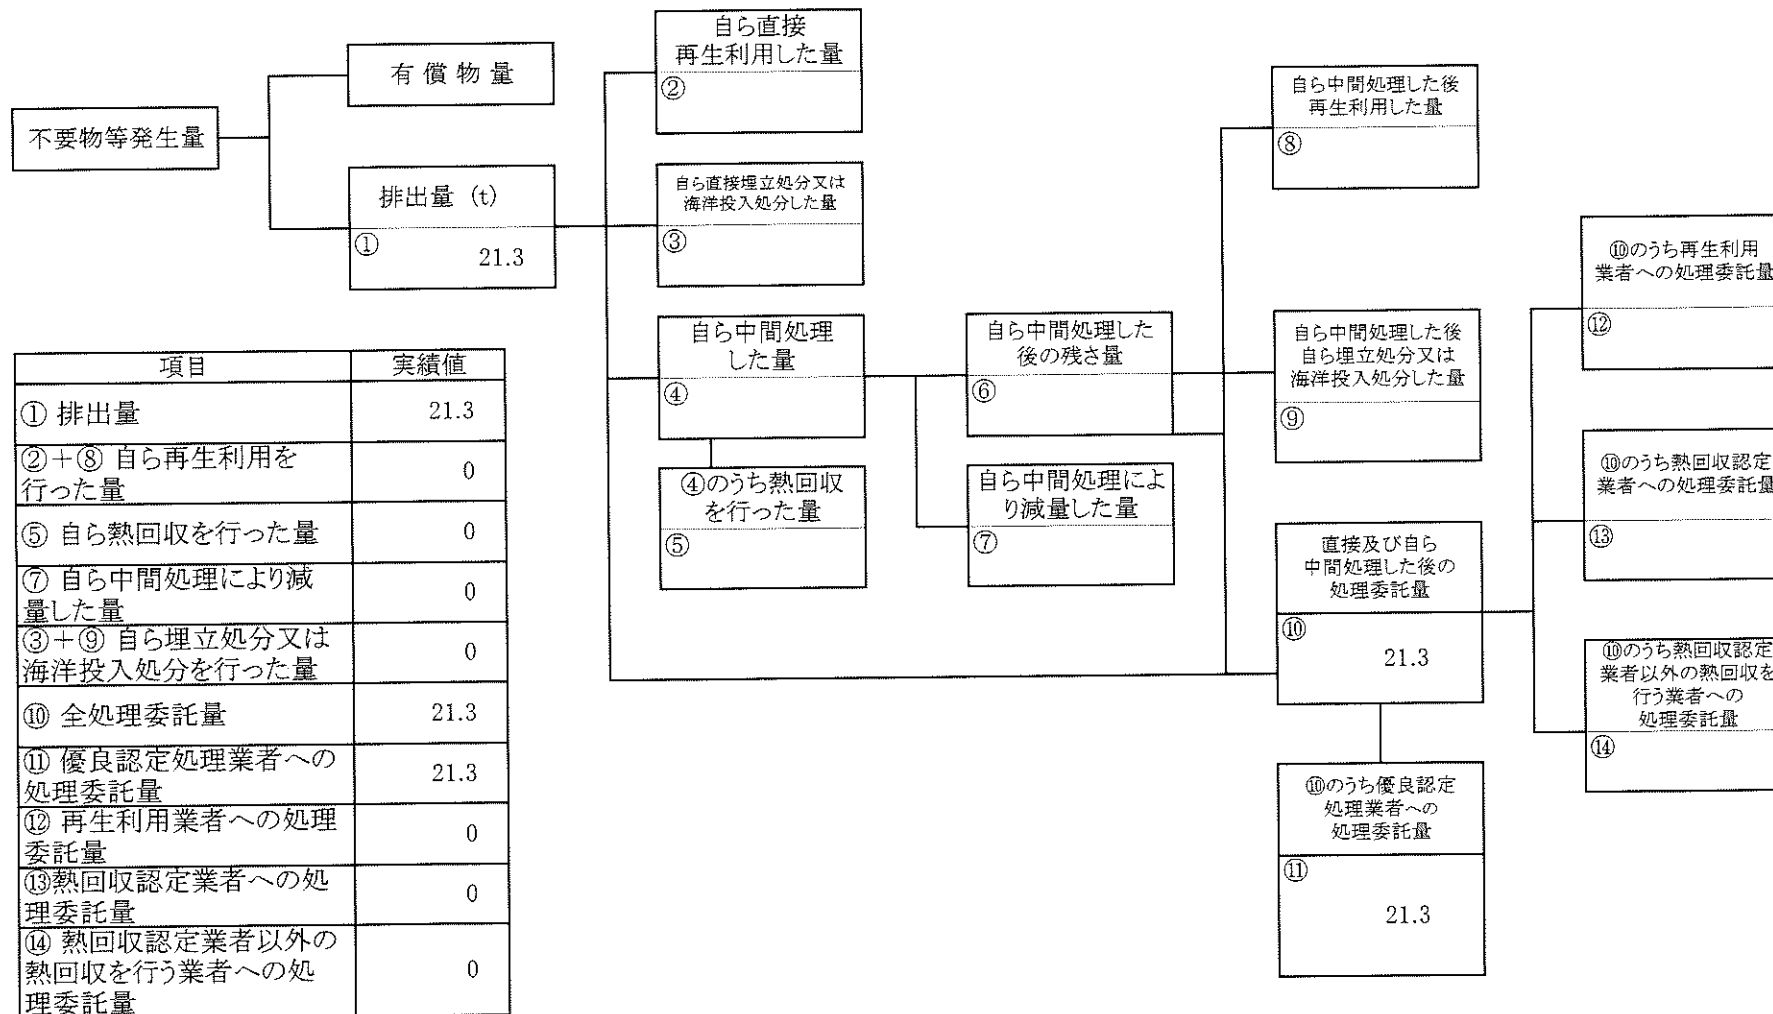 不要物等発生量
有償物量
排出量 (t)
①
21.3
自ら直接
再生利用した量
②
自ら直接埋立処分又は
海洋投入処分した量
③
自ら中間処理
した量
④
④のうち熱回収
を行った量
⑤
自ら中間処理した
後の残さ量
⑥
自ら中間処理によ
り減量した量
⑦
自ら中間処理した後
再生利用した量
⑧
自ら中間処理した後
自ら埋立処分又は
海洋投入処分した量
⑨
直接及び自ら
中間処理した後の
処理委託量
⑩
21.3
⑩のうち優良認定
処理業者への
処理委託量
⑪
21.3
⑩のうち再生利用
業者への処理委託量
⑫
⑩のうち熱回収認定
業者への処理委託量
⑬
⑩のうち熱回収認定
業者以外の熱回収を
行う業者への
処理委託量
⑭
項目 実績値
① 排出量 21.3
②+⑧ 自ら再生利用を
行った量 0
⑤ 自ら熱回収を行った量 0
⑦ 自ら中間処理により減
量した量 0
③+⑨ 自ら埋立処分又は
海洋投入処分を行った量 0
⑩ 全処理委託量 21.3
⑪ 優良認定処理業者への
処理委託量 21.3
⑫ 再生利用業者への処理
委託量 0
⑬熱回収認定業者への処
理委託量 0
⑭ 熱回収認定業者以外の
熱回収を行う業者への処
理委託量 0